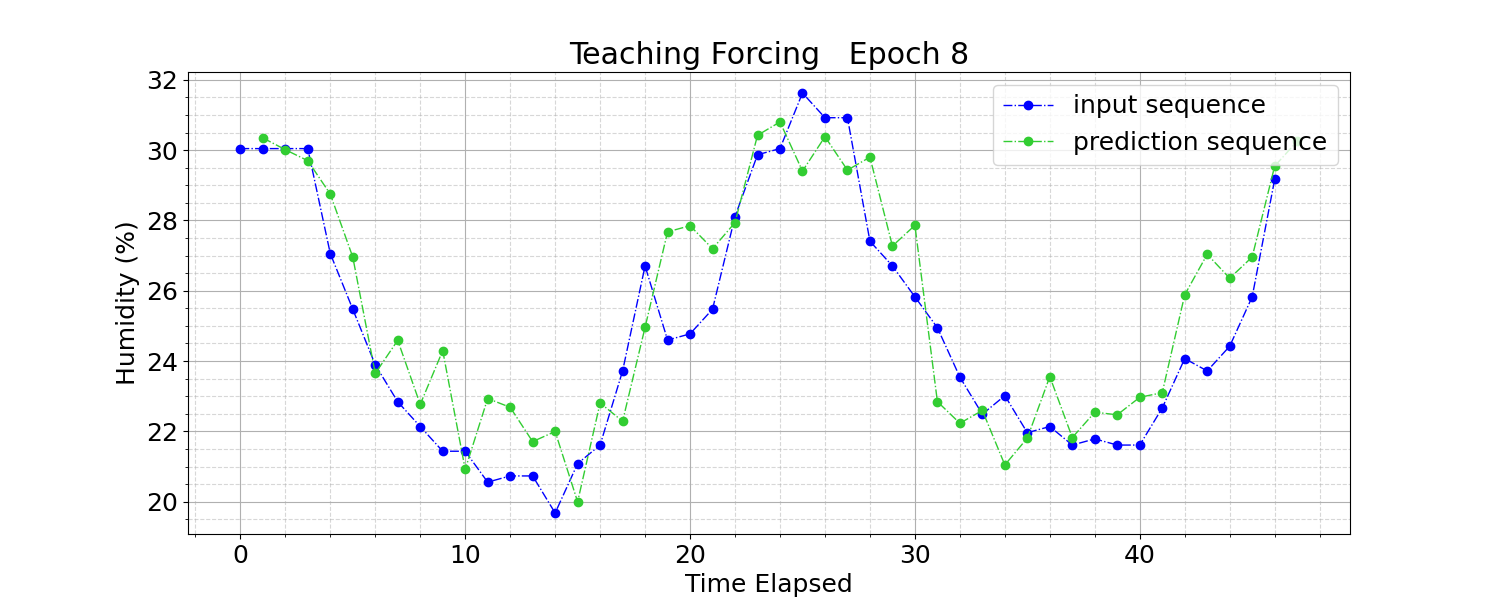 Teaching Forcing   Epoch 8
32
30
28
26
24
22
20
Humidity (%)
input sequence
prediction sequence
0 10 20 30 40
Time Elapsed